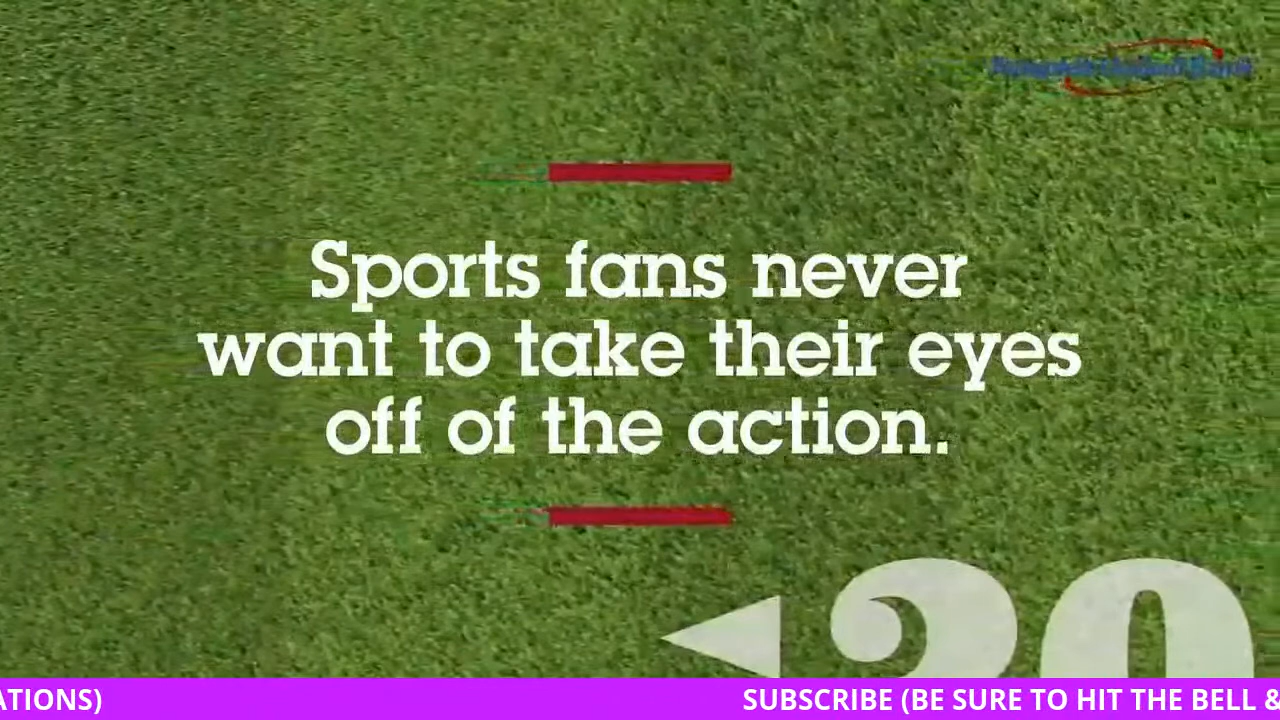 Sports fans never
want to take their eyes
off of the action.
20
ATIONS)
SUBSCRIBE (BE SURE TO HIT THE BELL &